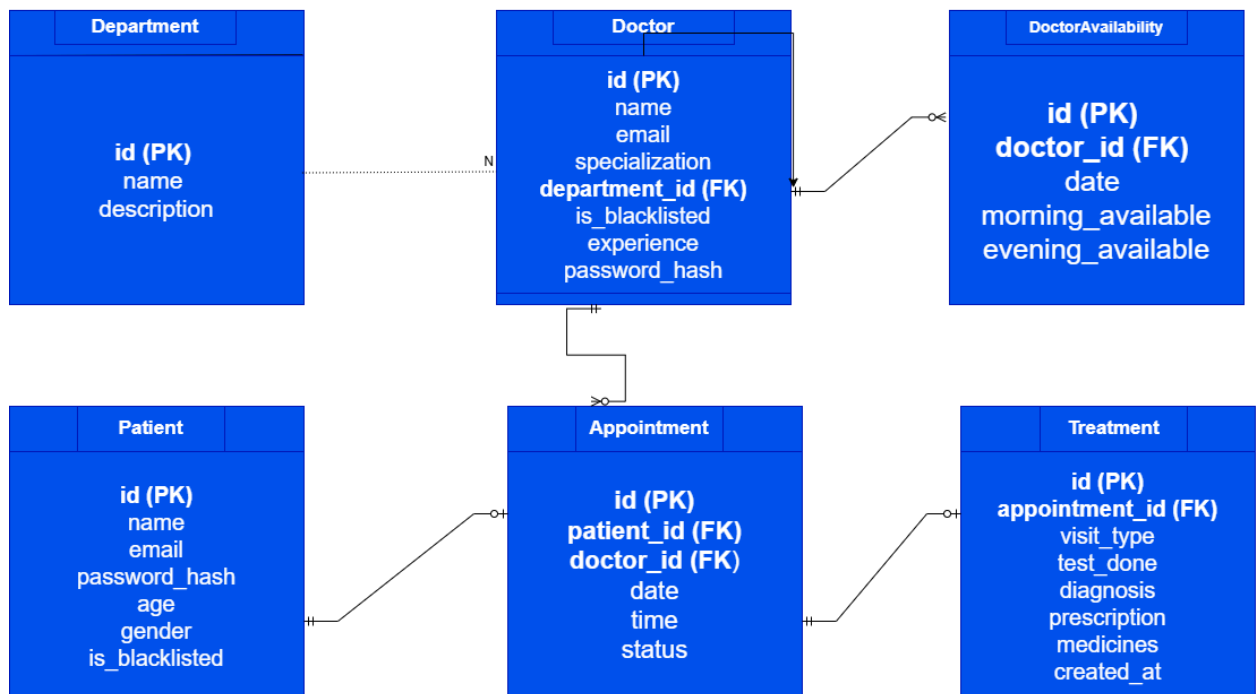 Department
id (PK)
name
description
N
Doctor
id (PK)
name
email
specialization
department_id (FK)
is_blacklisted
experience
password_hash
DoctorAvailability
id (PK)
doctor_id (FK)
date
morning_available
evening_available
Patient
id (PK)
name
email
password_hash
age
gender
is_blacklisted
Appointment
id (PK)
patient_id (FK)
doctor_id (FK)
date
time
status
Treatment
id (PK)
appointment_id (FK)
visit_type
test_done
diagnosis
prescription
medicines
created_at